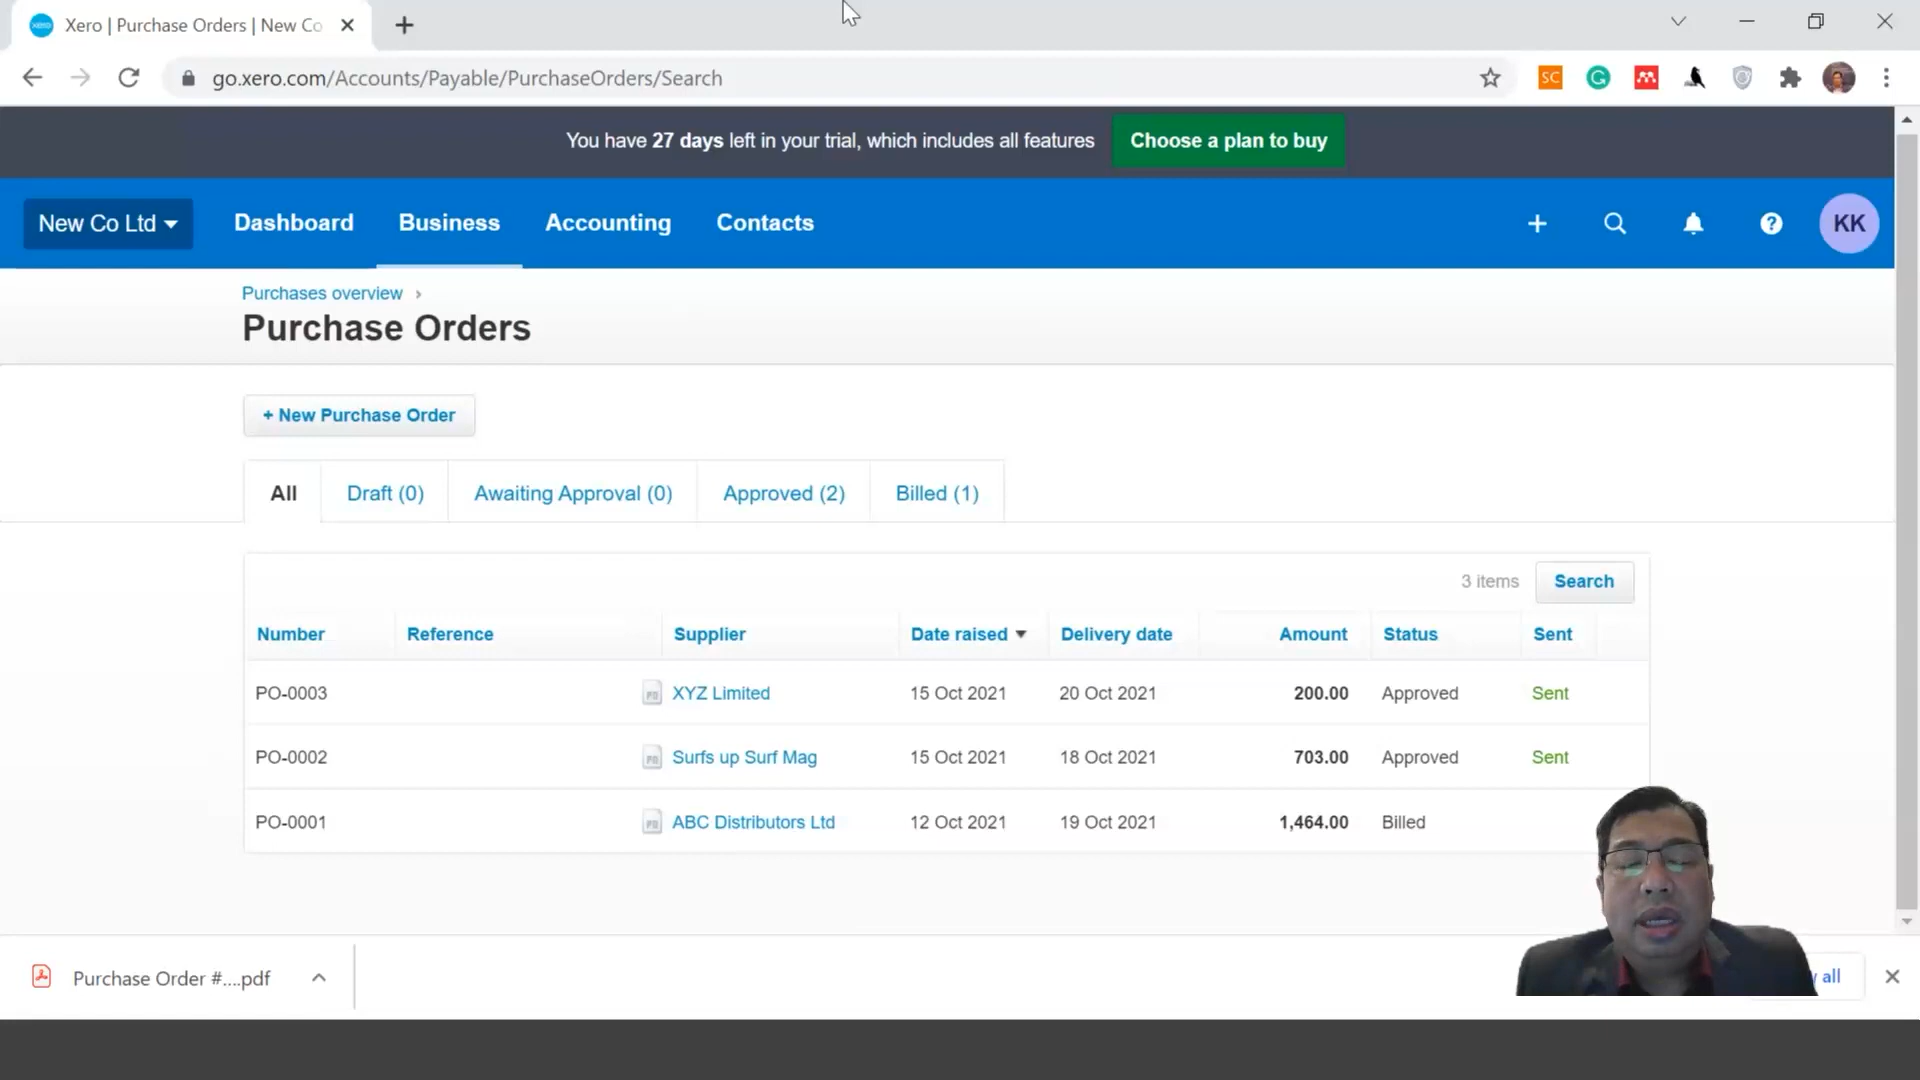 Xero | Purchase Orders | New Co
go.xero.com/Accounts/Payable/PurchaseOrders/Search
SC
You have 27 days left in your trial, which includes all features
Choose a plan to buy
New Co Ltd
Dashboard
Business
Accounting
Contacts
KK
Purchases overview ›
Purchase Orders
+ New Purchase Order
All
Draft (0)
Awaiting Approval (0)
Approved (2)
Billed (1)
3 items
Search
Number Reference Supplier Date raised Delivery date Amount Status Sent
PO-0003 XYZ Limited 15 Oct 2021 20 Oct 2021 200.00 Approved Sent
PO-0002 Surfs up Surf Mag 15 Oct 2021 18 Oct 2021 703.00 Approved Sent
PO-0001 ABC Distributors Ltd 12 Oct 2021 19 Oct 2021 1,464.00 Billed
Purchase Order #....pdf
all